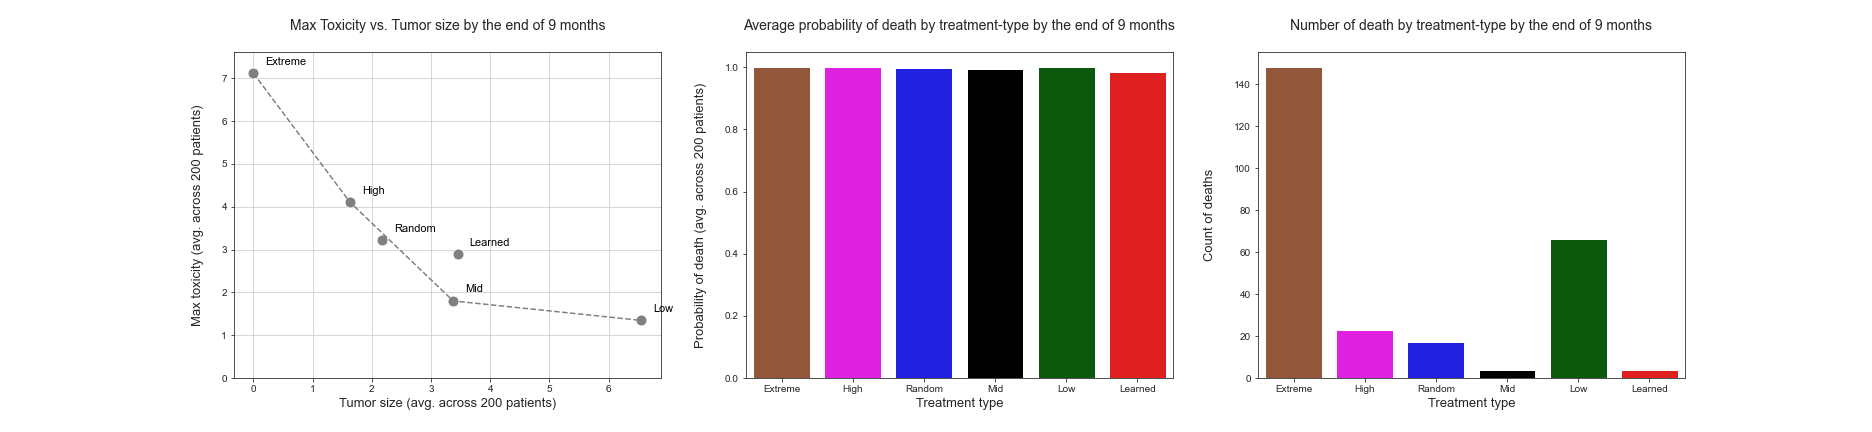 Max Toxicity vs. Tumor size by the end of 9 months
Max toxicity (avg. across 200 patients)
7
6
5
4
3
2
1
0
Extreme
High
Random
Learned
Mid
Low
0 1 2 3 4 5 6
Tumor size (avg. across 200 patients)
Average probability of death by treatment-type by the end of 9 months
Probability of death (avg. across 200 patients)
1.0
0.8
0.6
0.4
0.2
0.0
Extreme High Random Mid Low Learned
Treatment type
Number of death by treatment-type by the end of 9 months
Count of deaths
140
120
100
80
60
40
20
0
Extreme High Random Mid Low Learned
Treatment type